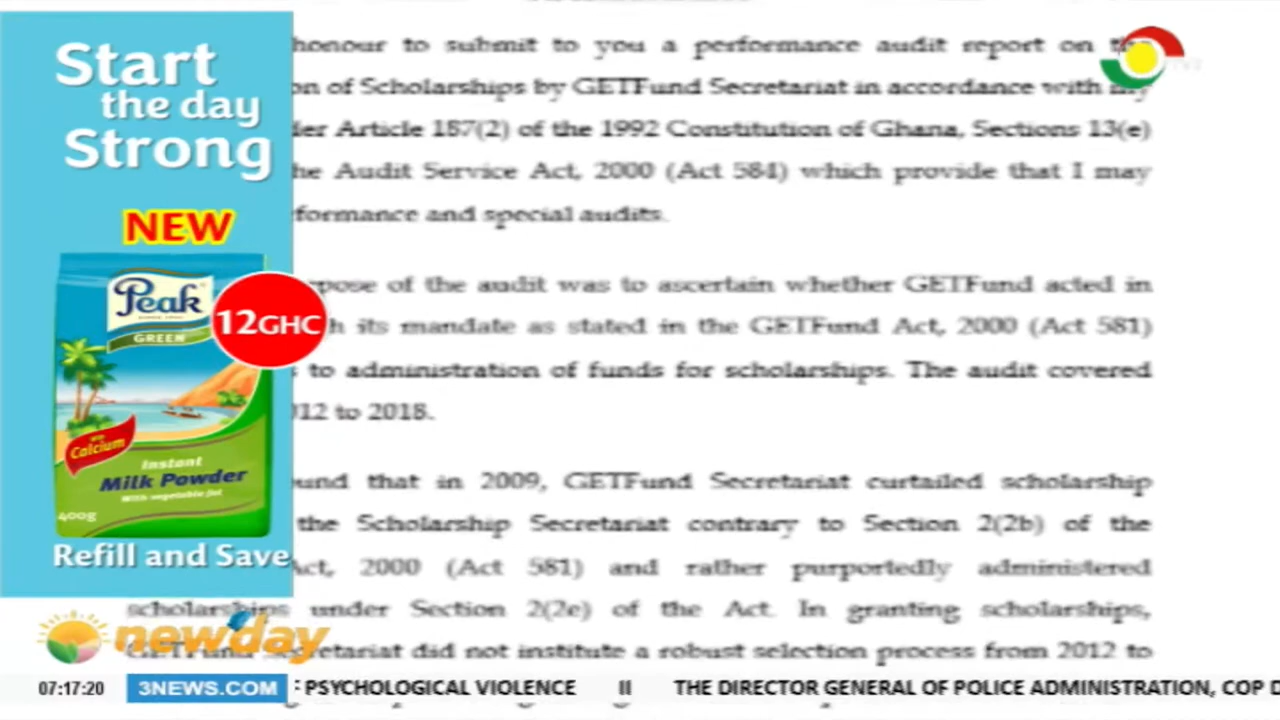 Start
the day
Strong
NEW
Peak
GREEN
12GHC
with
Calcium
Instant
Milk Powder
With vegetable fat
400g
Refill and Save
honour to submit to you a performance audit report on the
on of Scholarships by GETFund Secretariat in accordance with my
der Article 187(2) of the 1992 Constitution of Ghana, Sections 13(e)
he Audit Service Act, 2000 (Act 584) which provide that I may
formance and special audits.
pose of the audit was to ascertain whether GETFund acted in
h its mandate as stated in the GETFund Act, 2000 (Act 581)
to administration of funds for scholarships. The audit covered
012 to 2018.
und that in 2009, GETFund Secretariat curtailed scholarship
the Scholarship Secretariat contrary to Section 2(2b) of the
Act, 2000 (Act 581) and rather purportedly administered
scholarships under Section 2(2e) of the Act. In granting scholarships,
GETFund Secretariat did not institute a robust selection process from 2012 to
newday
07:17:20 3NEWS.COM F PSYCHOLOGICAL VIOLENCE II THE DIRECTOR GENERAL OF POLICE ADMINISTRATION, COP D